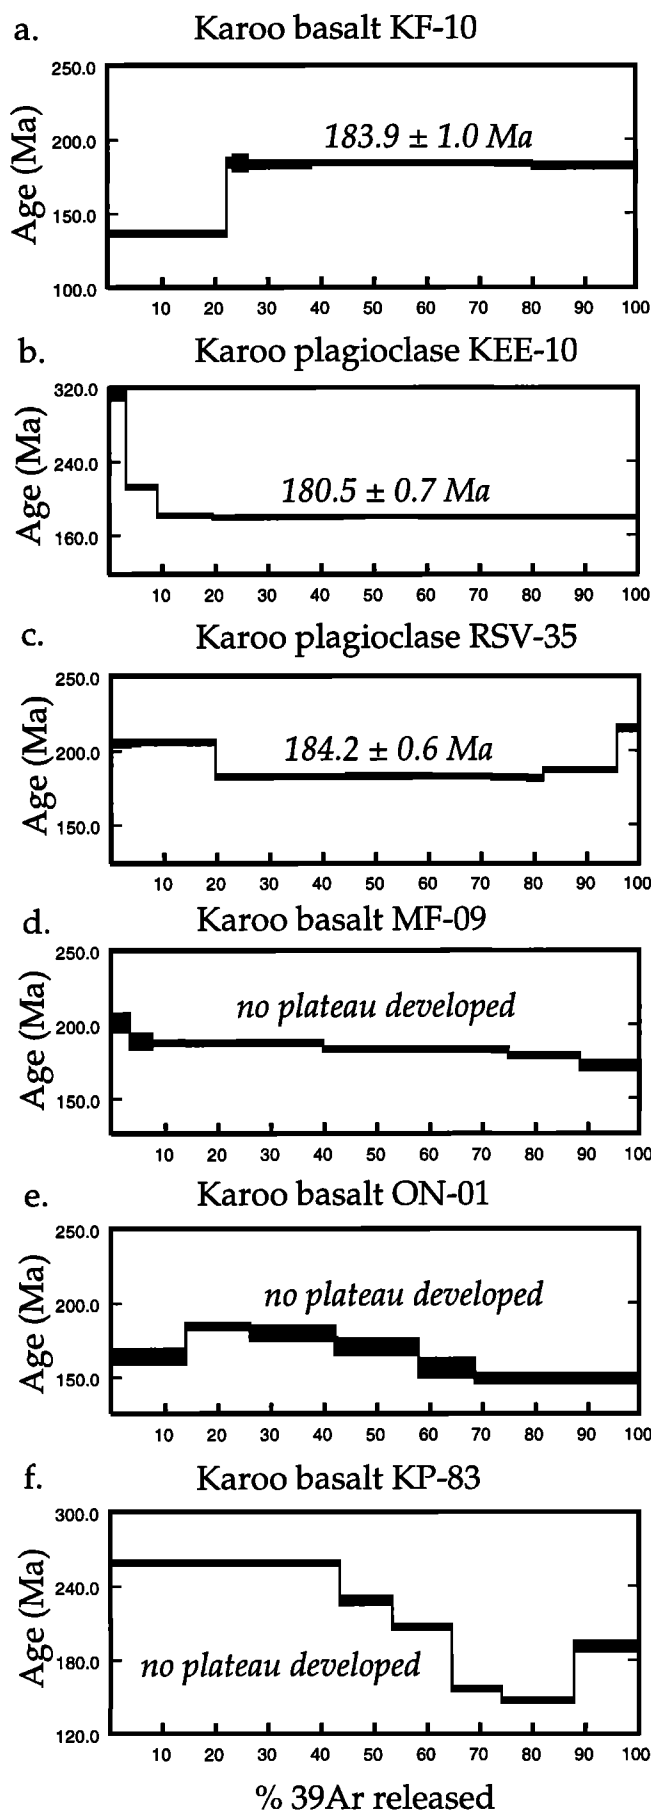 a. Karoo basalt KF-10
250.0
200.0
150.0
100.0
Age (Ma)
183.9 ± 1.0 Ma
10 20 30 40 50 60 70 80 90 100
b. Karoo plagioclase KEE-10
320.0
240.0
160.0
Age (Ma)
180.5 ± 0.7 Ma
10 20 30 40 50 60 70 80 90 100
c. Karoo plagioclase RSV-35
250.0
200.0
150.0
Age (Ma)
184.2 ± 0.6 Ma
10 20 30 40 50 60 70 80 90 100
d. Karoo basalt MF-09
250.0
200.0
150.0
Age (Ma)
no plateau developed
10 20 30 40 50 60 70 80 90 100
e. Karoo basalt ON-01
250.0
200.0
150.0
Age (Ma)
no plateau developed
10 20 30 40 50 60 70 80 90 100
f. Karoo basalt KP-83
300.0
240.0
180.0
120.0
Age (Ma)
no plateau developed
10 20 30 40 50 60 70 80 90 100
% 39Ar released